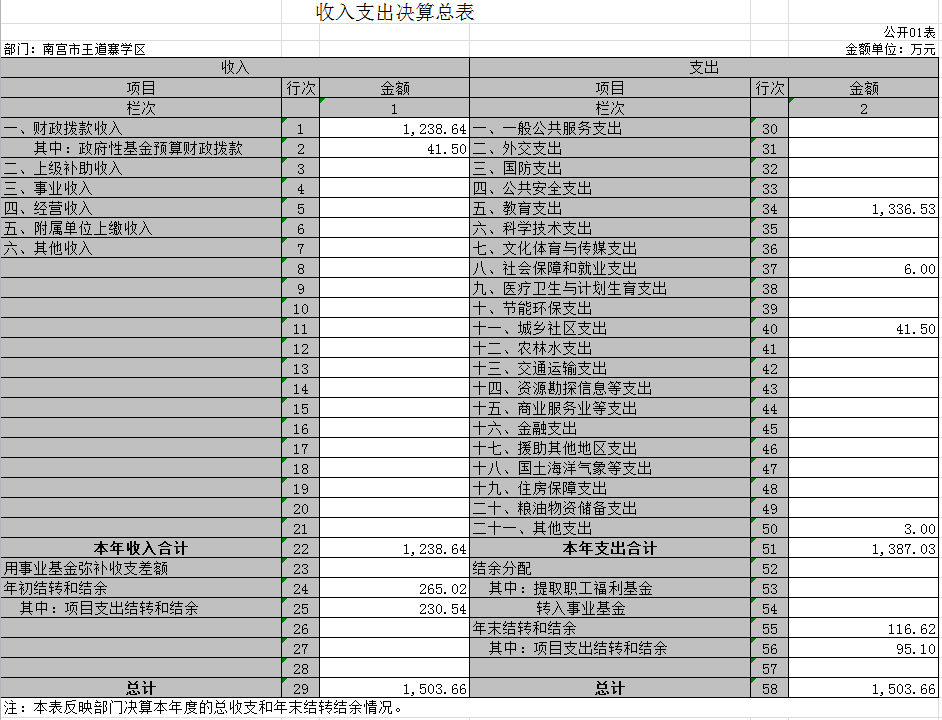 收入支出决算总表
公开01表
部门：南宫市王道寨学区 金额单位：万元
收入 支出
项目 行次 金额 项目 行次 金额
栏次 1 栏次 2
一、财政拨款收入 1 1,238.64 一、一般公共服务支出 30
其中：政府性基金预算财政拨款 2 41.50 二、外交支出 31
二、上级补助收入 3 三、国防支出 32
三、事业收入 4 四、公共安全支出 33
四、经营收入 5 五、教育支出 34 1,336.53
五、附属单位上缴收入 6 六、科学技术支出 35
六、其他收入 7 七、文化体育与传媒支出 36
8 八、社会保障和就业支出 37 6.00
9 九、医疗卫生与计划生育支出 38
10 十、节能环保支出 39
11 十一、城乡社区支出 40 41.50
12 十二、农林水支出 41
13 十三、交通运输支出 42
14 十四、资源勘探信息等支出 43
15 十五、商业服务业等支出 44
16 十六、金融支出 45
17 十七、援助其他地区支出 46
18 十八、国土海洋气象等支出 47
19 十九、住房保障支出 48
20 二十、粮油物资储备支出 49
21 二十一、其他支出 50 3.00
本年收入合计 22 1,238.64 本年支出合计 51 1,387.03
用事业基金弥补收支差额 23 结余分配 52
年初结转和结余 24 265.02 其中：提取职工福利基金 53
其中：项目支出结转和结余 25 230.54 转入事业基金 54
26 年末结转和结余 55 116.62
27 其中：项目支出结转和结余 56 95.10
28 57
总计 29 1,503.66 总计 58 1,503.66
注：本表反映部门决算本年度的总收支和年末结转结余情况。